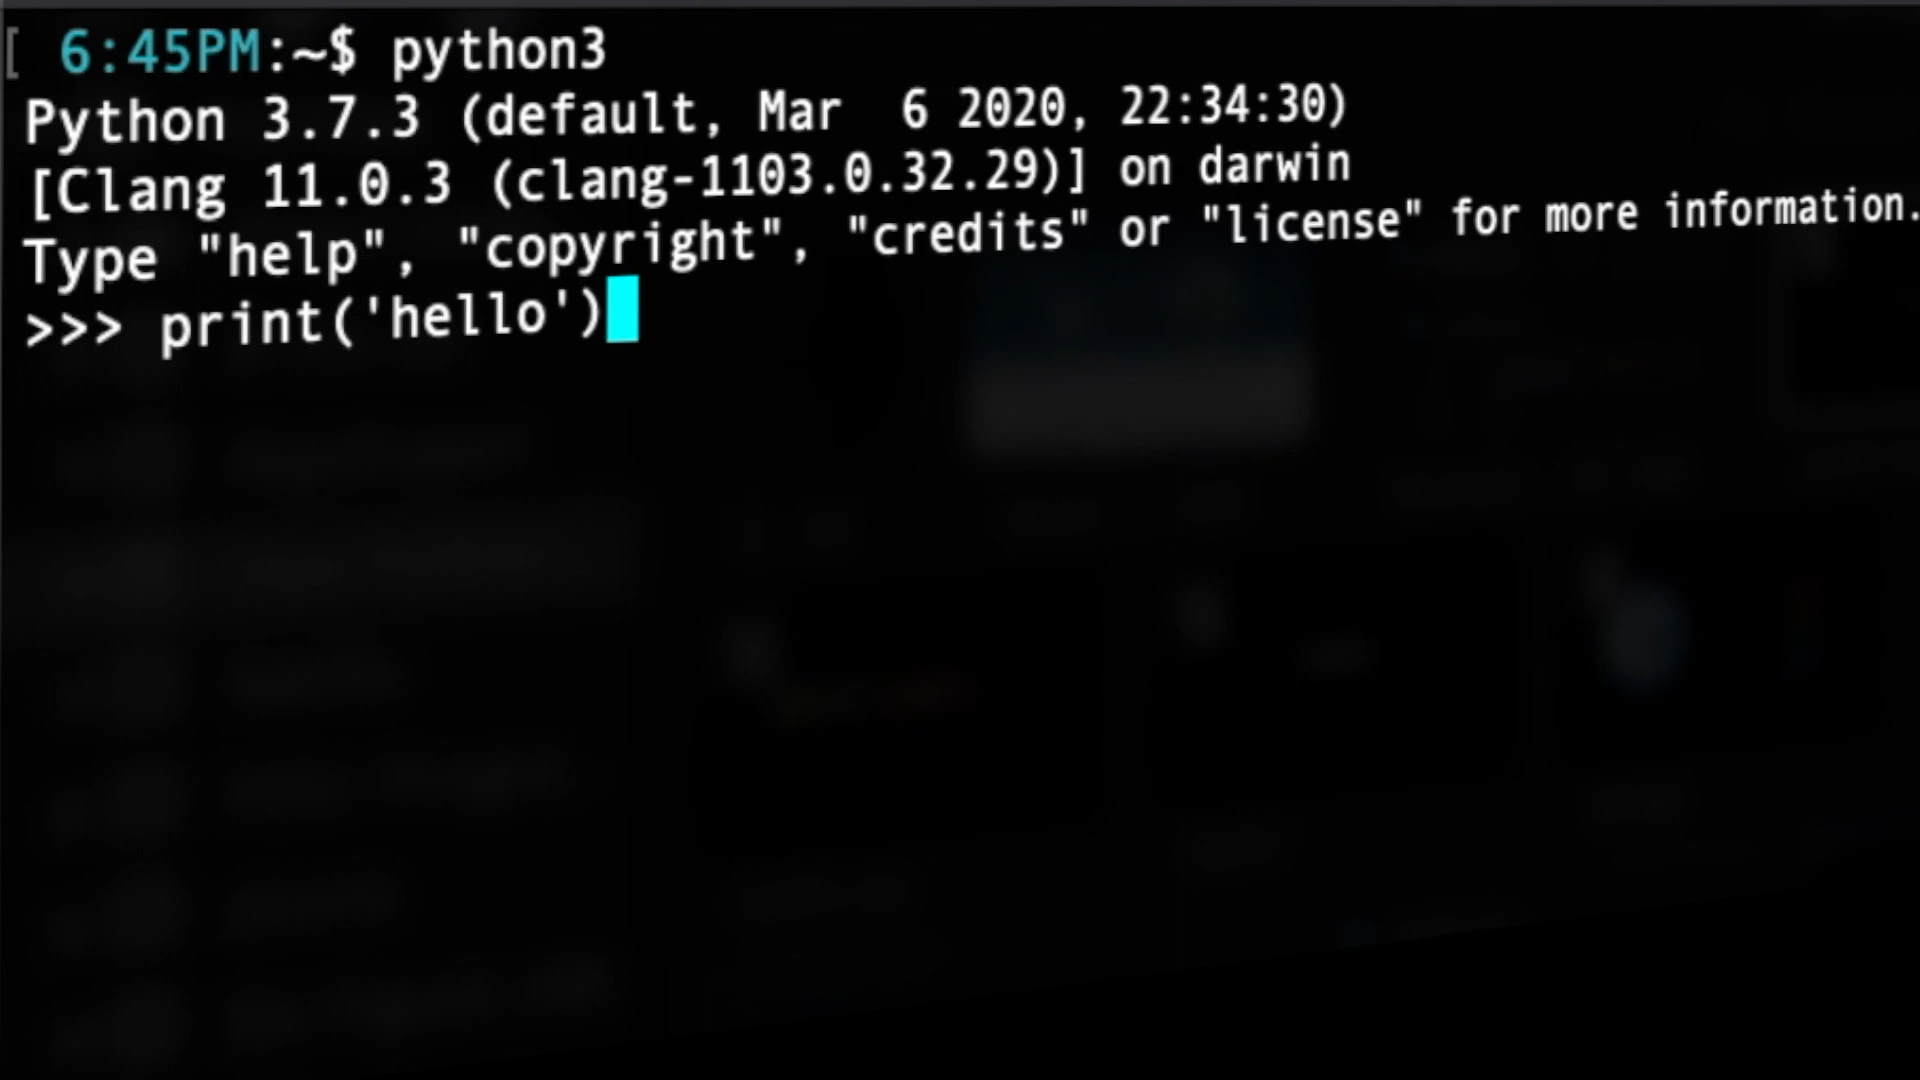 [ 6:45PM:~$ python3
Python 3.7.3 (default, Mar  6 2020, 22:34:30)
[Clang 11.0.3 (clang-1103.0.32.29)] on darwin
Type "help", "copyright", "credits" or "license" for more information.
>>> print('hello')